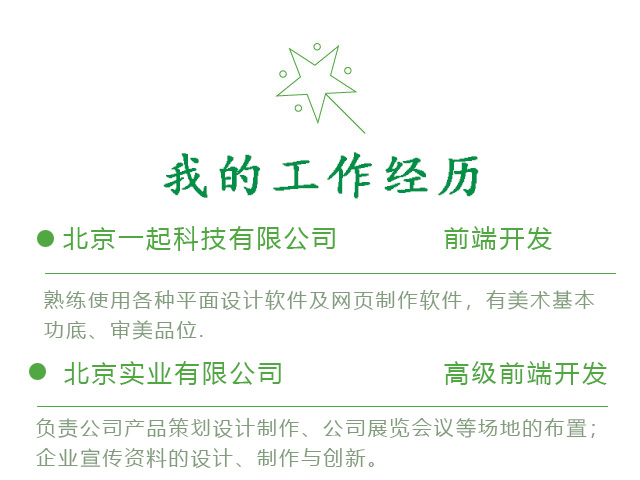 我的工作经历
北京一起科技有限公司 前端开发
熟练使用各种平面设计软件及网页制作软件，有美术基本
功底、审美品位.
北京实业有限公司 高级前端开发
负责公司产品策划设计制作、公司展览会议等场地的布置；
企业宣传资料的设计、制作与创新。